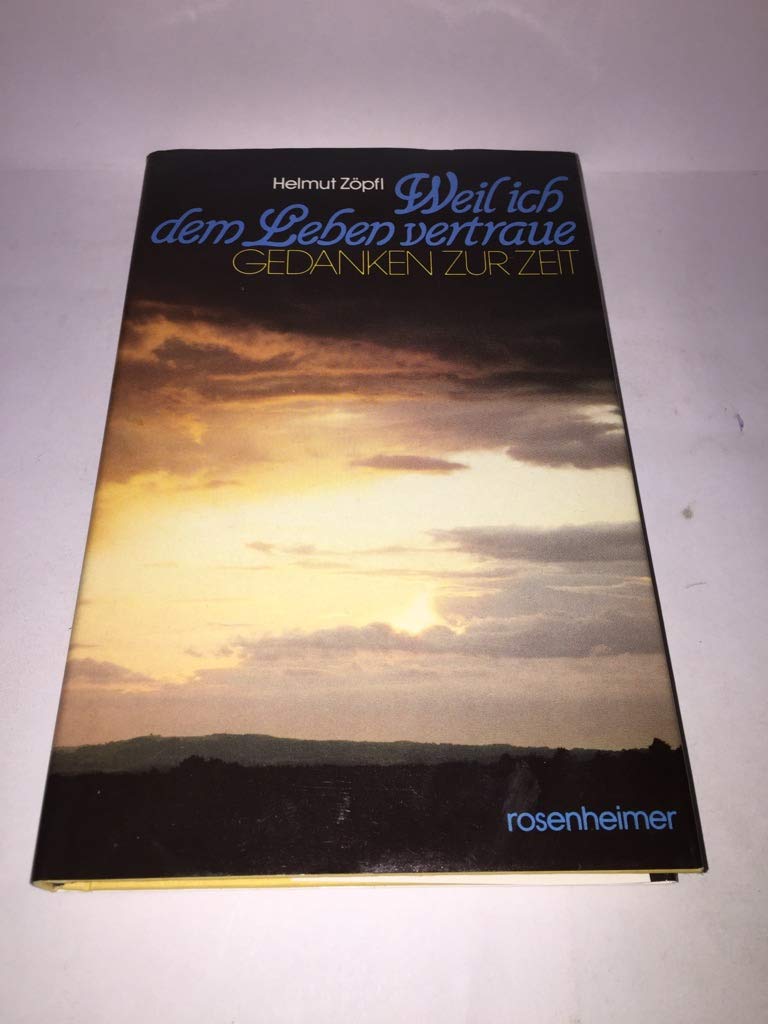 Helmut Zöpfl Weil ich
dem Leben vertraue
GEDANKEN ZUR ZEIT
rosenheimer